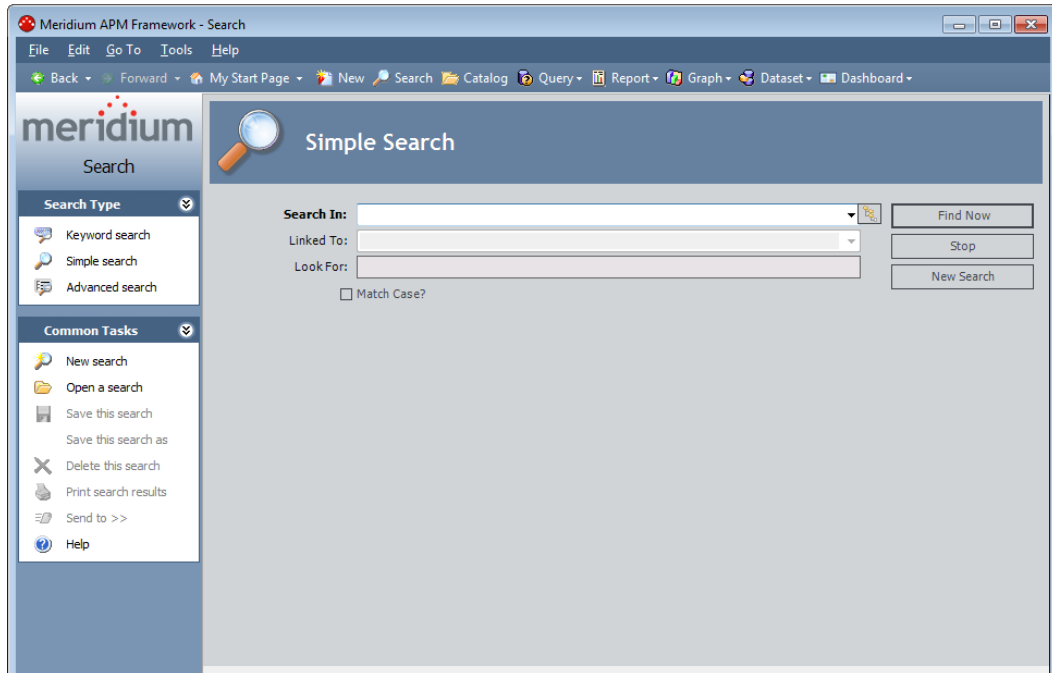 Meridium APM Framework - Search
File Edit Go To Tools Help
Back Forward My Start Page New Search Catalog Query Report Graph Dataset Dashboard
meridium
Search
Simple Search
Search Type
Keyword search
Simple search
Advanced search
Common Tasks
New search
Open a search
Save this search
Save this search as
Delete this search
Print search results
Send to >>
Help
Search In:
Find Now
Linked To:
Stop
Look For:
New Search
Match Case?